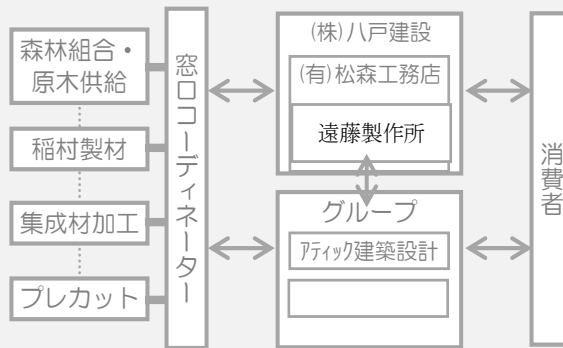 森林組合・
原木供給
稲村製材
集成材加工
プレカット
窓口コーディネーター
(株)八戸建設
(有)松森工務店
遠藤製作所
グループ
アティック建築設計
消費者